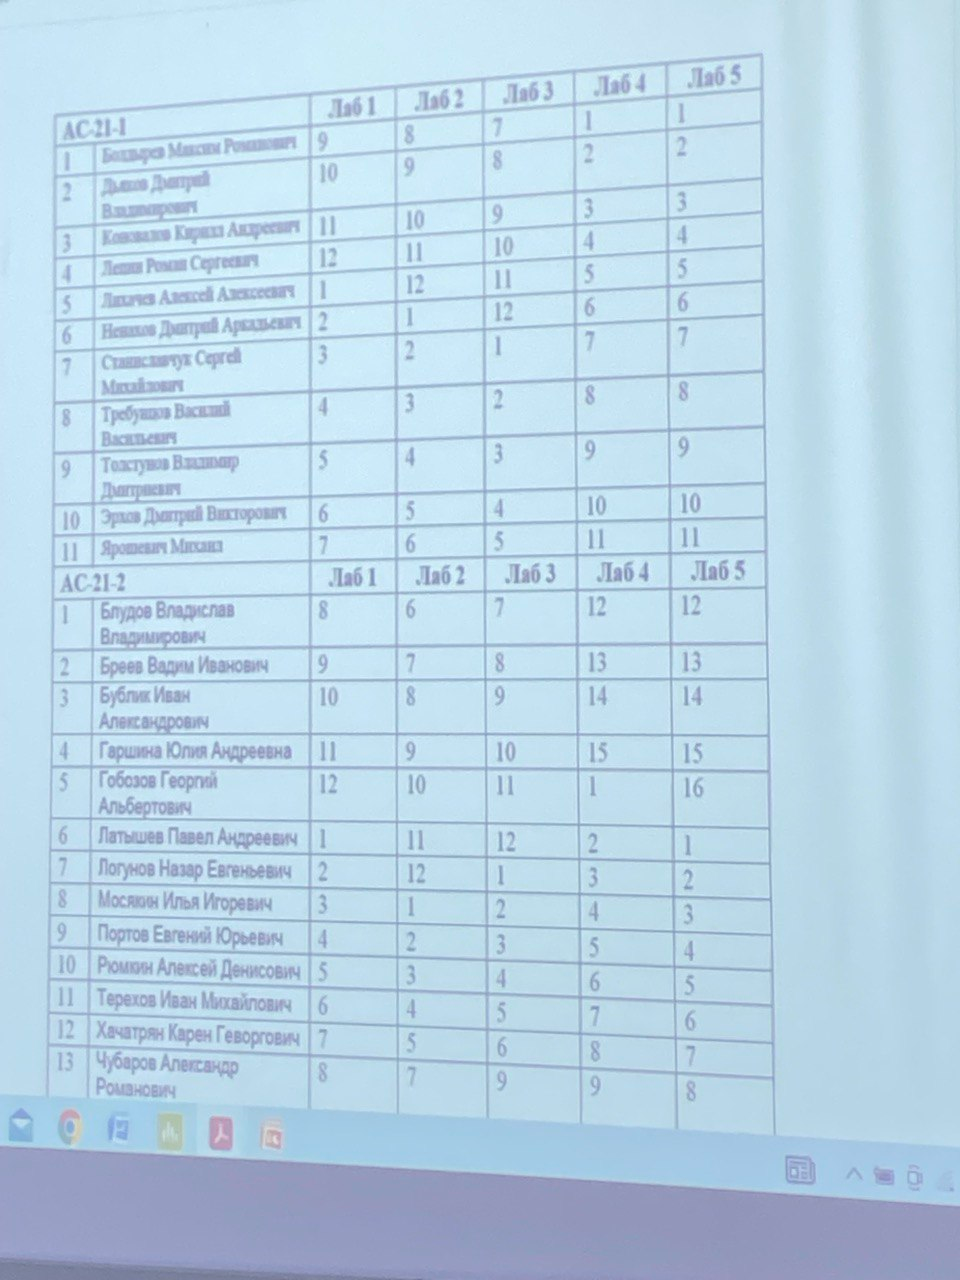 АС-21-1 Лаб 1 Лаб 2 Лаб 3 Лаб 4 Лаб 5
1 Болдырев Максим Романович 9 8 7 1 1
2 Дьяков Дмитрий 10 9 8 2 2
Владимирович
3 Коновалов Кирилл Андреевич 11 10 9 3 3
4 Роман Сергеевич 12 11 10 4 4
5 Лихачев Алексей Алексеевич 1 12 11 5 5
6 Ненахов Дмитрий Аркадьевич 2 1 12 6 6
7 Станиславчук Сергей 3 2 1 7 7
Михайлович
8 Требунцов Василий 4 3 2 8 8
Васильевич
9 Толстунов Владимир 5 4 3 9 9
Дмитриевич
10 Эрхов Дмитрий Викторович 6 5 4 10 10
11 Ярошевич Михаил 7 6 5 11 11
АС-21-2 Лаб 1 Лаб 2 Лаб 3 Лаб 4 Лаб 5
1 Блудов Владислав 8 6 7 12 12
Владимирович
2 Бреев Вадим Иванович 9 7 8 13 13
3 Бублик Иван 10 8 9 14 14
Александрович
4 Гаршина Юлия Андреевна 11 9 10 15 15
5 Гобозов Георгий 12 10 11 1 16
Альбертович
6 Латышев Павел Андреевич 1 11 12 2 1
7 Логунов Назар Евгеньевич 2 12 1 3 2
8 Мосякин Илья Игоревич 3 1 2 4 3
9 Портов Евгений Юрьевич 4 2 3 5 4
10 Рюмкин Алексей Денисович 5 3 4 6 5
11 Терехов Иван Михайлович 6 4 5 7 6
12 Хачатрян Карен Геворгович 7 5 6 8 7
13 Чубаров Александр 8 7 9 9 8
Романович